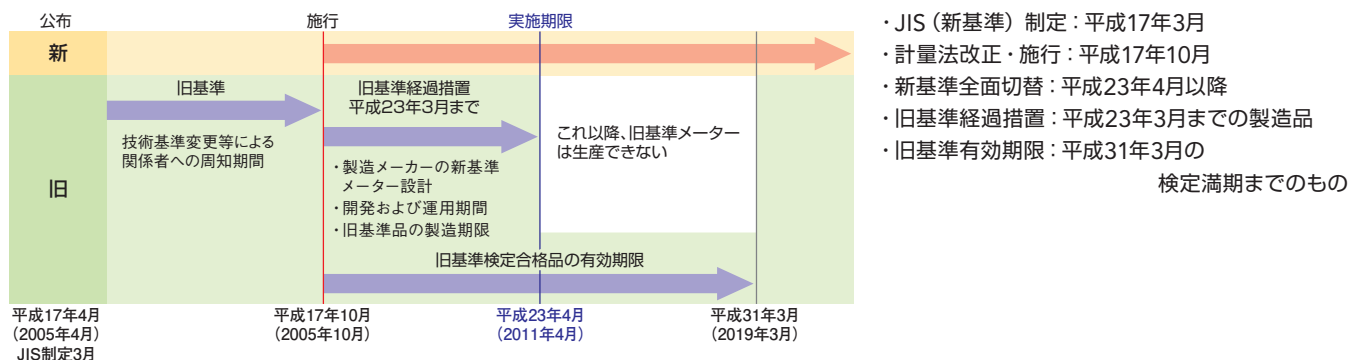 公布
施行
実施期限
新
旧
旧基準
技術基準変更等による
関係者への周知期間
旧基準経過措置
平成23年3月まで
・製造メーカーの新基準
メーター設計
・開発および運用期間
・旧基準品の製造期限
これ以降、旧基準メーター
は生産できない
旧基準検定合格品の有効期限
平成17年4月
（2005年4月）
JIS制定3月
平成17年10月
（2005年10月）
平成23年4月
（2011年4月）
平成31年3月
（2019年3月）
・JIS（新基準）制定：平成17年3月
・計量法改正・施行：平成17年10月
・新基準全面切替：平成23年4月以降
・旧基準経過措置：平成23年3月までの製造品
・旧基準有効期限：平成31年3月の
検定満期までのもの